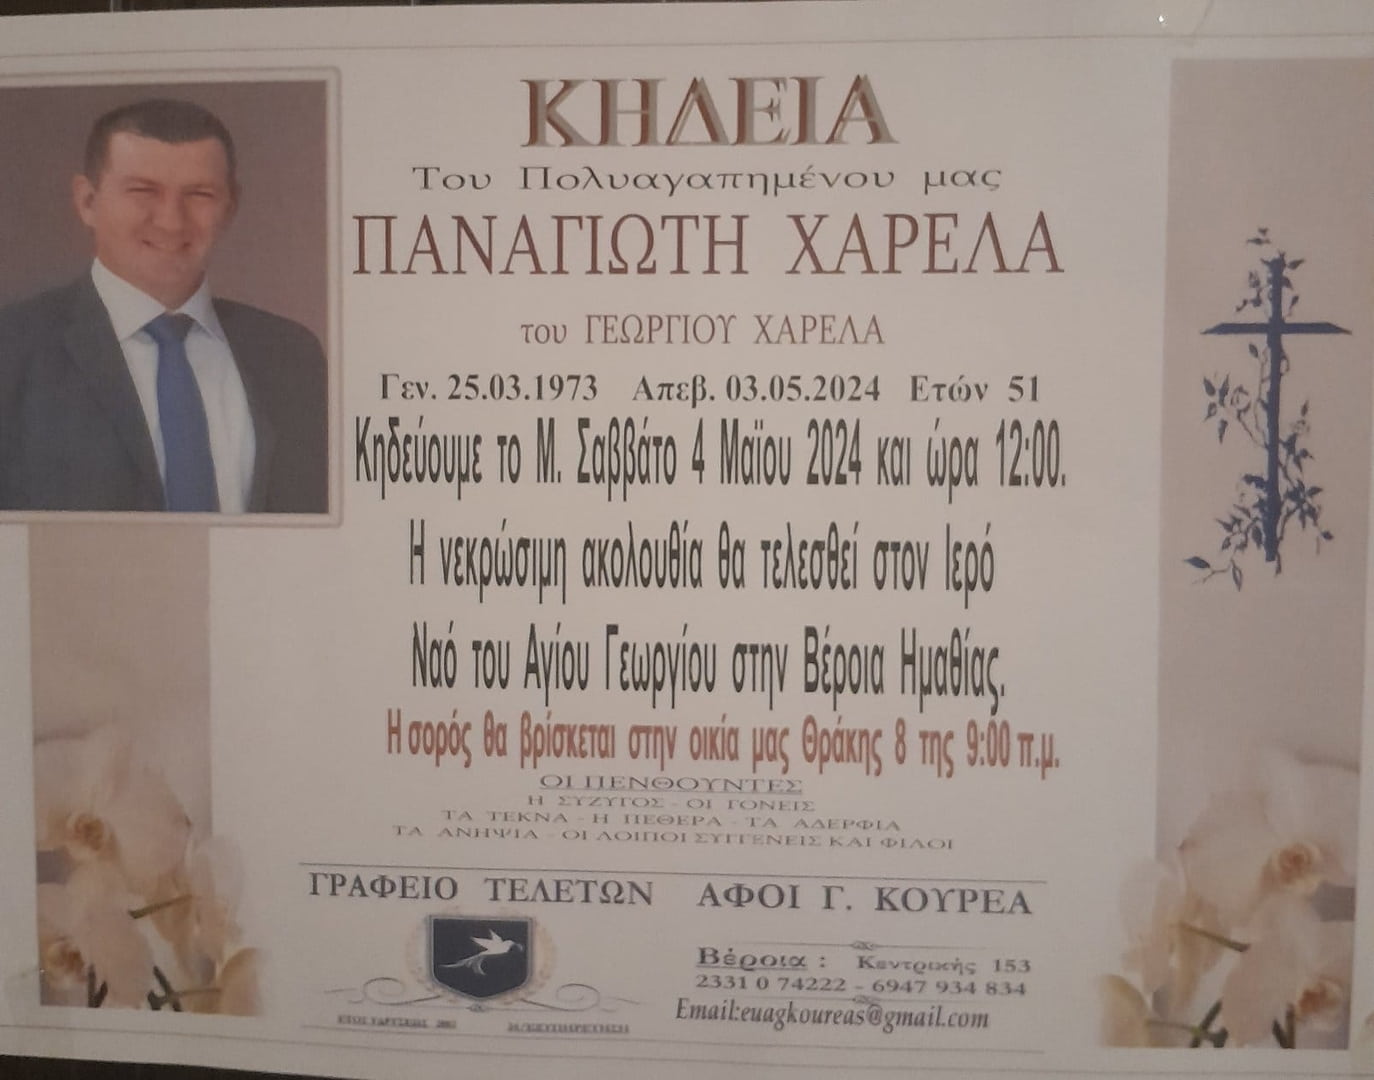 ΚΗΔΕΙΑ
Του Πολυαγαπημένου μας
ΠΑΝΑΓΙΩΤΗ ΧΑΡΕΛΑ
του ΓΕΩΡΓΙΟΥ ΧΑΡΕΛΑ
Γεν. 25.03.1973 Απεβ. 03.05.2024 Ετών 51
Κηδεύουμε το Μ. Σαββάτο 4 Μαϊου 2024 και ώρα 12:00.
Η νεκρώσιμη ακολουθία θα τελεσθεί στον Ιερό
Ναό του Αγίου Γεωργίου στην Βέροια Ημαθίας.
Η σορός θα βρίσκεται στην οικία μας Θράκης 8 της 9:00 π.μ.
ΟΙ ΠΕΝΘΟΥΝΤΕΣ
Η ΣΥΖΥΓΟΣ - ΟΙ ΓΟΝΕΙΣ
ΤΑ ΤΕΚΝΑ - Η ΠΕΘΕΡΑ - ΤΑ ΑΔΕΡΦΙΑ
ΤΑ ΑΝΗΨΙΑ - ΟΙ ΛΟΙΠΟΙ ΣΥΓΓΕΝΕΙΣ ΚΑΙ ΦΙΛΟΙ
ΓΡΑΦΕΙΟ ΤΕΛΕΤΩΝ ΑΦΟΙ Γ. ΚΟΥΡΕΑ
Βέροια : Κεντρικής 153
2331 0 74222 - 6947 934 834
Email:euagkoureas@gmail.com